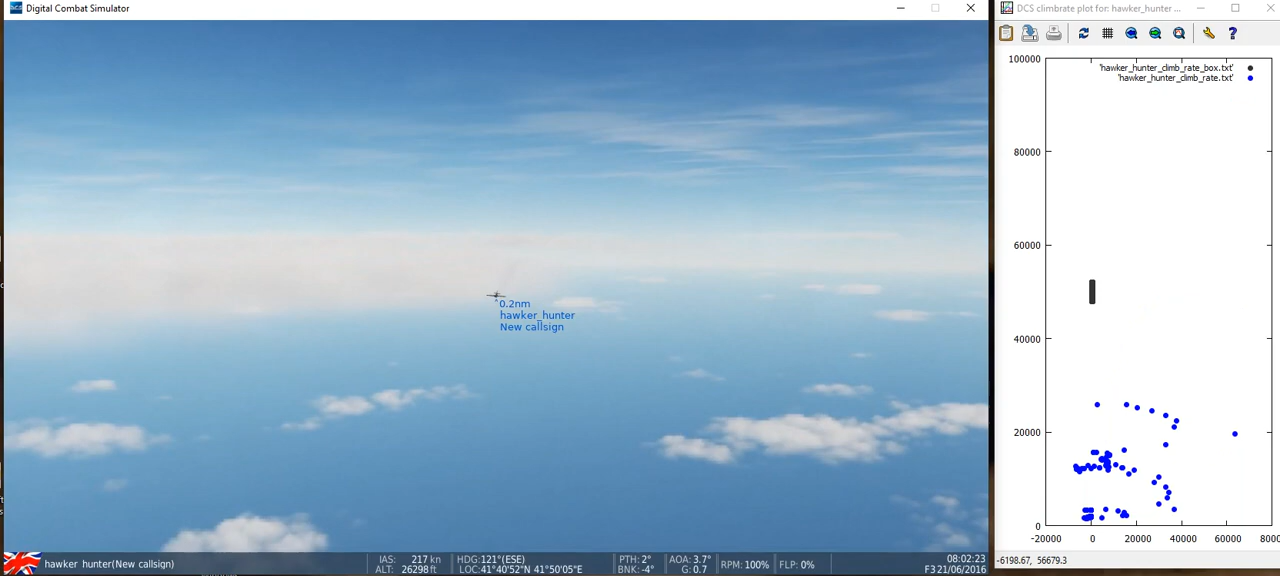 Digital Combat Simulator
0.2nm
hawker_hunter
New callsign
hawker hunter(New callsign)
IAS: 217 kn
ALT: 26298 ft
HDG: 121°(ESE)
LOC: 41°40'52"N 41°50'05"E
PTH: 2°
BNK: -4°
AOA: 3.7°
G: 0.7
RPM: 100%
FLP: 0%
08:02:23
F3 21/06/2016
DCS climbrate plot for: hawker_hunter ...
'hawker_hunter_climb_rate_box.txt'
'hawker_hunter_climb_rate.txt'
100000
80000
60000
40000
20000
0
-20000 0 20000 40000 60000 8000
-6198.67, 56679.3